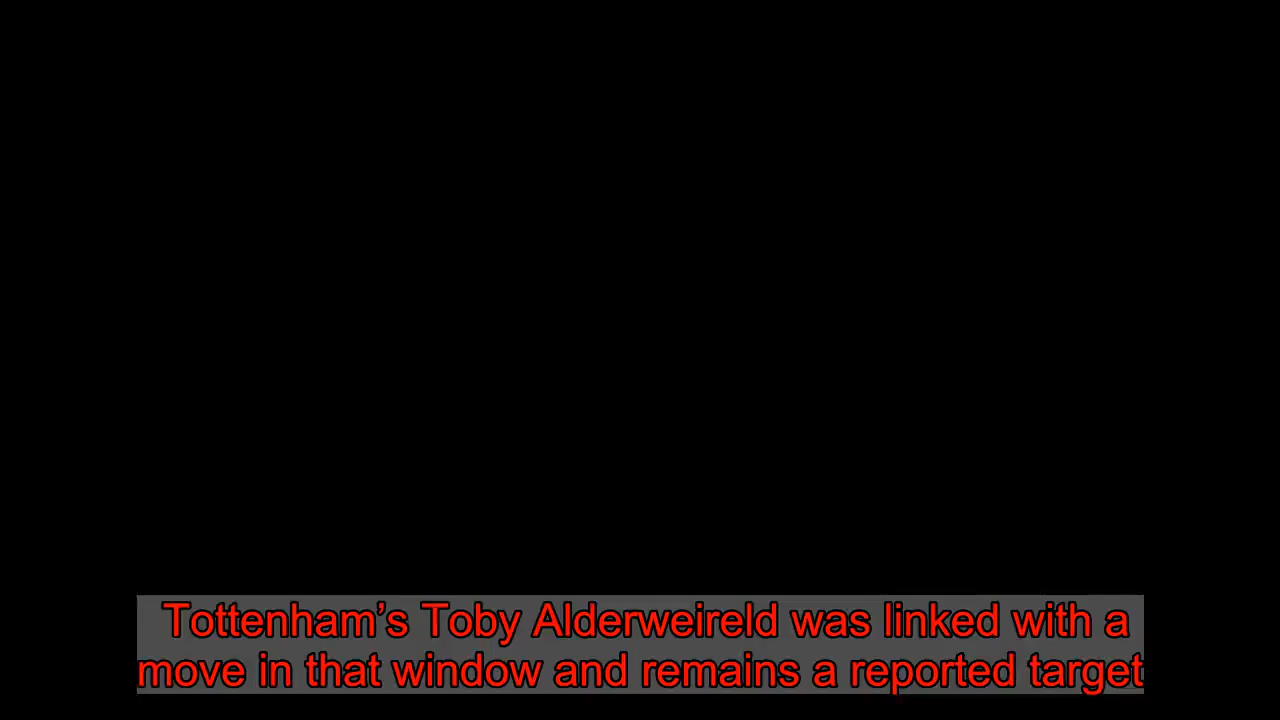 Tottenham’s Toby Alderweireld was linked with a
move in that window and remains a reported target